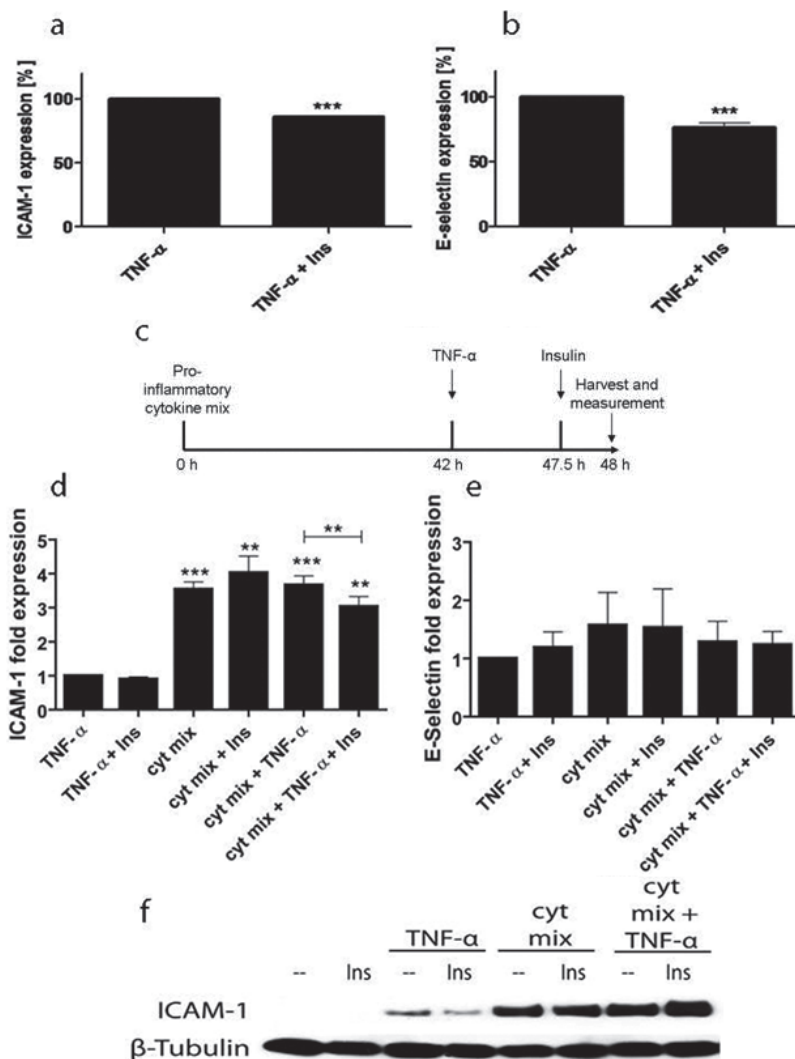 a
ICAM-1 expression [%]
100
50
0
***
TNF-α
TNF-α + Ins
b
E-selectin expression [%]
100
50
0
***
TNF-α
TNF-α + Ins
c
Pro-
inflammatory
cytokine mix
TNF-α
Insulin
Harvest and
measurement
0 h
42 h
47.5 h
48 h
d
ICAM-1 fold expression
5
4
3
2
1
0
***
**
***
**
**
TNF- α
TNF- α + Ins
cyt mix
cyt mix + Ins
cyt mix + TNF-α
cyt mix + TNF-α + Ins
e
E-Selectin fold expression
3
2
1
0
TNF- α
TNF- α + Ins
cyt mix
cyt mix + Ins
cyt mix + TNF-α
cyt mix + TNF-α + Ins
f
TNF-α
cyt
mix
cyt
mix +
TNF-α
-- Ins -- Ins -- Ins -- Ins
ICAM-1
β-Tubulin